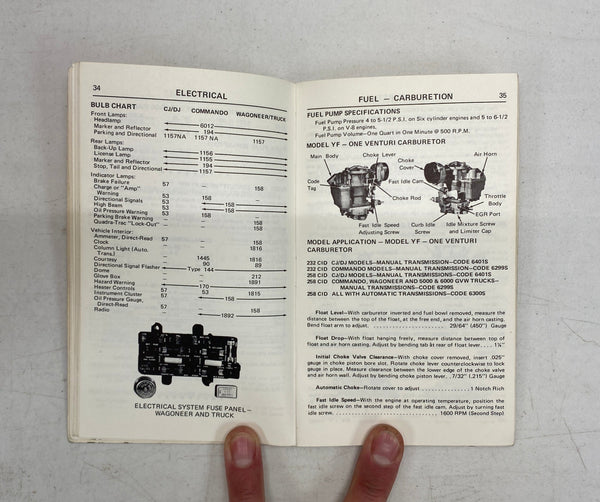 34
ELECTRICAL
BULB CHART CJ/DJ COMMANDO WAGONEER/TRUCK
Front Lamps:
Headlamp 6012
Marker and Reflector 194
Parking and Directional 1157NA 1157 NA 1157
Rear Lamps:
Back-Up Lamp 1156
License Lamp 1155
Marker and Reflector 194
Stop, Tail and Directional 1157
Indicator Lamps:
Brake Failure 57 –
Charge or "Amp" – 158
Warning 53
Directional Signals 53 158
High Beam 53 158
Oil Pressure Warning 53 158
Parking Brake Warning – – 158
Quadra-Trac "Lock-Out" – – 158
Vehicle Interior:
Ammeter, Direct-Read 57
Clock – – 158
Column Light (Auto. – – 1816
Trans.)
Courtesy – 1445 1816
Directional Signal Flasher 90 89
Dome Type 144
Glove Box – – 212
Hazard Warning 1891
Heater Controls 57 170
Instrument Cluster 57 53 1815
Oil Pressure Gauge, 158
Direct-Read 57
Radio – 1892
ELECTRICAL SYSTEM FUSE PANEL–
WAGONEER AND TRUCK
FUEL – CARBURETION
35
FUEL PUMP SPECIFICATIONS
Fuel Pump Pressure 4 to 5-1/2 P.S.I. on Six cylinder engines and 5 to 6-1/2
P.S.I. on V-8 engines.
Fuel Pump Volume–One Quart in One Minute @ 500 R.P.M.
MODEL YF – ONE VENTURI CARBURETOR
Main Body
Choke Lever
Choke
Cover
Air Horn
Code
Tag
Fast Idle Cam
Choke Rod
Throttle
Body
EGR Port
Fast Idle Speed
Adjusting Screw
Curb Idle
Screw
Idle Mixture Screw
and Limiter Cap
MODEL APPLICATION – MODEL YF – ONE VENTURI
CARBURETOR
232 CID CJ/DJ MODELS–MANUAL TRANSMISSION–CODE 6401S
232 CID COMMANDO MODELS–MANUAL TRANSMISSION–CODE 6299S
258 CID CJ/DJ MODELS–MANUAL TRANSMISSION–CODE 6401S
258 CID COMMANDO, WAGONEER AND 5000 & 6000 GVW TRUCKS–
MANUAL TRANSMISSION, CODE 6299S
258 CID ALL WITH AUTOMATIC TRANSMISSION–CODE 6300S
Float Level–With carburetor inverted and fuel bowl removed, measure the
distance between the top of float, at the free end, and the air horn casting.
Bend float arm to adjust. 29/64" (450") Gauge
Float Drop–With float hanging freely, measure distance between top of
float and air horn casting. Adjust by bending tab at rear of float lever . . . 1¼"
Initial Choke Valve Clearance–With choke cover removed, insert .025"
gauge in choke piston bore slot. Rotate choke lever counterclockwise to lock
gauge in place. Measure clearance between the lower edge of the choke valve
and air horn wall. Adjust by bending choke piston lever. . 7/32" (.215") Gauge
Automatic Choke–Rotate cover to adjust 1 Notch Rich
Fast Idle Speed–With the engine at operating temperature, position the
fast idle screw on the second step of the fast idle cam. Adjust by turning fast
idle screw. 1600 RPM (Second Step)